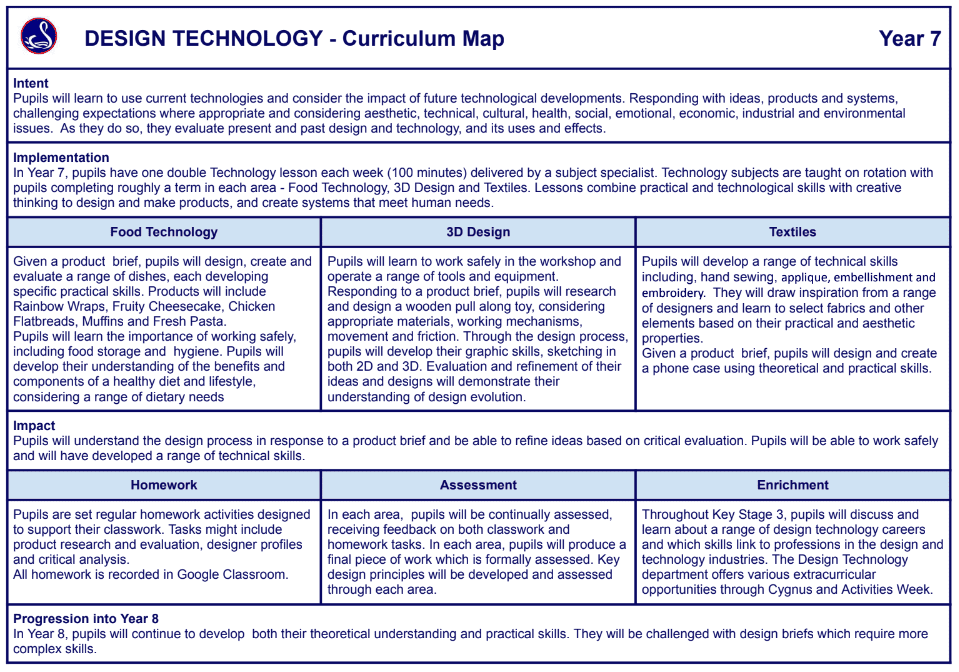 DESIGN TECHNOLOGY - Curriculum Map
Year 7
Intent
Pupils will learn to use current technologies and consider the impact of future technological developments. Responding with ideas, products and systems,
challenging expectations where appropriate and considering aesthetic, technical, cultural, health, social, emotional, economic, industrial and environmental
issues.  As they do so, they evaluate present and past design and technology, and its uses and effects.
Implementation
In Year 7, pupils have one double Technology lesson each week (100 minutes) delivered by a subject specialist. Technology subjects are taught on rotation with
pupils completing roughly a term in each area - Food Technology, 3D Design and Textiles. Lessons combine practical and technological skills with creative
thinking to design and make products, and create systems that meet human needs.
Food Technology
Given a product  brief, pupils will design, create and
evaluate a range of dishes, each developing
specific practical skills. Products will include
Rainbow Wraps, Fruity Cheesecake, Chicken
Flatbreads, Muffins and Fresh Pasta.
Pupils will learn the importance of working safely,
including food storage and  hygiene. Pupils will
develop their understanding of the benefits and
components of a healthy diet and lifestyle,
considering a range of dietary needs
3D Design
Pupils will learn to work safely in the workshop and
operate a range of tools and equipment.
Responding to a product brief, pupils will research
and design a wooden pull along toy, considering
appropriate materials, working mechanisms,
movement and friction. Through the design process,
pupils will develop their graphic skills, sketching in
both 2D and 3D. Evaluation and refinement of their
ideas and designs will demonstrate their
understanding of design evolution.
Textiles
Pupils will develop a range of technical skills
including, hand sewing, applique, embellishment and
embroidery.  They will draw inspiration from a range
of designers and learn to select fabrics and other
elements based on their practical and aesthetic
properties.
Given a product  brief, pupils will design and create
a phone case using theoretical and practical skills.
Impact
Pupils will understand the design process in response to a product brief and be able to refine ideas based on critical evaluation. Pupils will be able to work safely
and will have developed a range of technical skills.
Homework
Pupils are set regular homework activities designed
to support their classwork. Tasks might include
product research and evaluation, designer profiles
and critical analysis.
All homework is recorded in Google Classroom.
Assessment
In each area,  pupils will be continually assessed,
receiving feedback on both classwork and
homework tasks. In each area, pupils will produce a
final piece of work which is formally assessed. Key
design principles will be developed and assessed
through each area.
Enrichment
Throughout Key Stage 3, pupils will discuss and
learn about a range of design technology careers
and which skills link to professions in the design and
technology industries. The Design Technology
department offers various extracurricular
opportunities through Cygnus and Activities Week.
Progression into Year 8
In Year 8, pupils will continue to develop  both their theoretical understanding and practical skills. They will be challenged with design briefs which require more
complex skills.